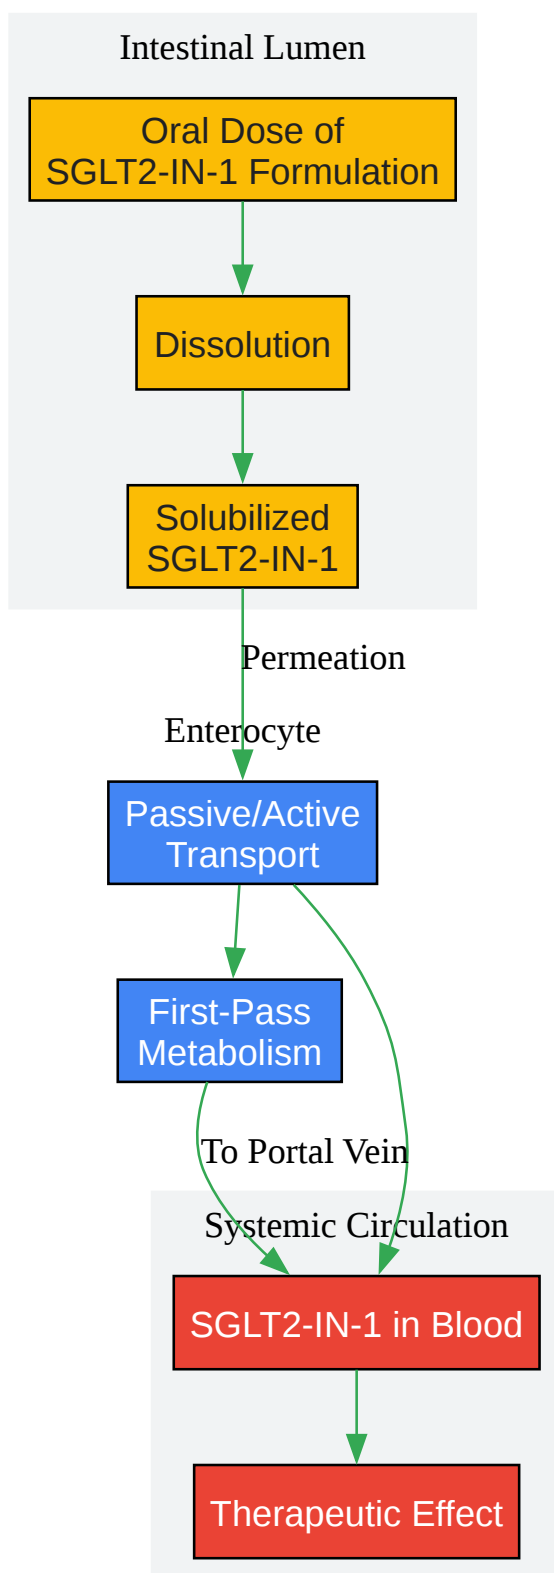 Intestinal Lumen
Oral Dose of
SGLT2-IN-1 Formulation
Dissolution
Solubilized
SGLT2-IN-1
Permeation
Enterocyte
Passive/Active
Transport
First-Pass
Metabolism
To Portal Vein
Systemic Circulation
SGLT2-IN-1 in Blood
Therapeutic Effect